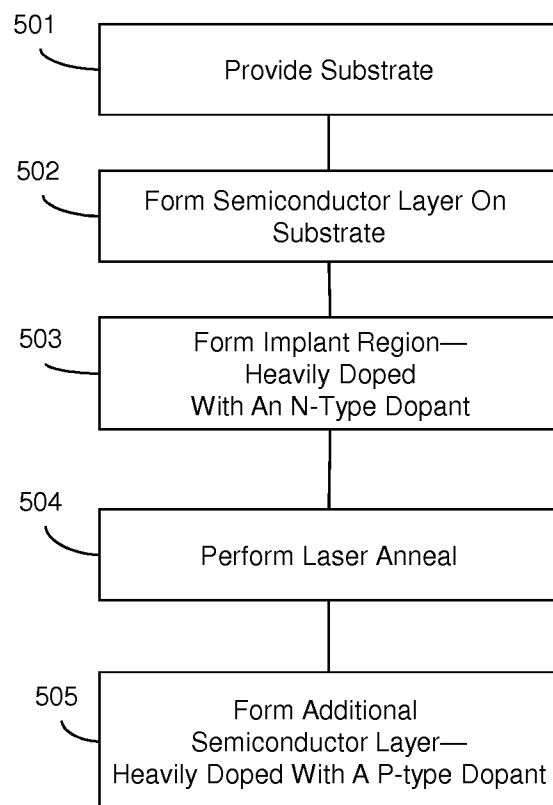 501
Provide Substrate
502
Form Semiconductor Layer On
Substrate
503
Form Implant Region—
Heavily Doped
With An N-Type Dopant
504
Perform Laser Anneal
505
Form Additional
Semiconductor Layer—
Heavily Doped With A P-type Dopant